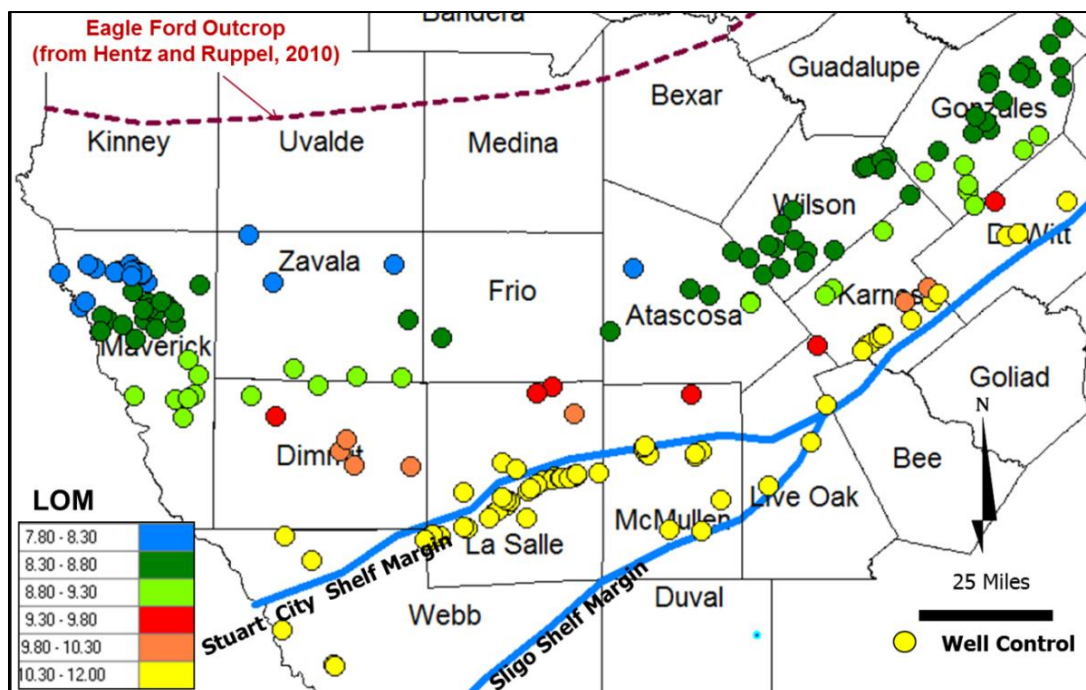 Bandera
Eagle Ford Outcrop
(from Hentz and Ruppel, 2010)
Guadalupe
Bexar
Gonzales
Kinney
Uvalde
Medina
Wilson
DeWitt
Zavala
Frio
Karnes
Atascosa
Maverick
Goliad
N
Dimmit
Bee
LOM
Live Oak
7.80 - 8.30
8.30 - 8.80
8.80 - 9.30
9.30 - 9.80
9.80 - 10.30
10.30 - 12.00
McMullen
La Salle
Stuart City Shelf Margin
Sligo Shelf Margin
25 Miles
Webb
Duval
Well Control